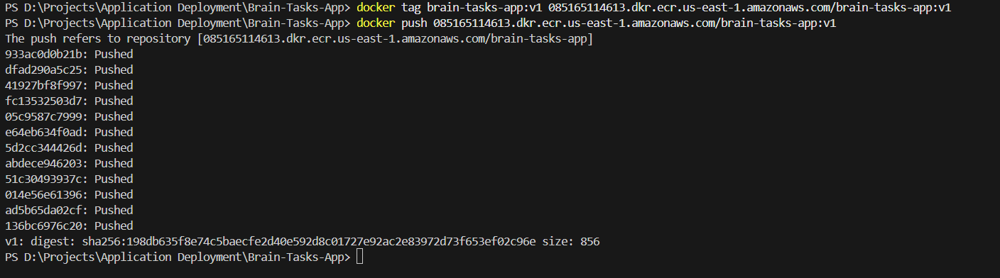 PS D:\Projects\Application Deployment\Brain-Tasks-App> docker tag brain-tasks-app:v1 085165114613.dkr.ecr.us-east-1.amazonaws.com/brain-tasks-app:v1
PS D:\Projects\Application Deployment\Brain-Tasks-App> docker push 085165114613.dkr.ecr.us-east-1.amazonaws.com/brain-tasks-app:v1
The push refers to repository [085165114613.dkr.ecr.us-east-1.amazonaws.com/brain-tasks-app]
933ac0d0b21b: Pushed
dfad290a5c25: Pushed
41927bf8f997: Pushed
fc13532503d7: Pushed
05c9587c7999: Pushed
e64eb634f0ad: Pushed
5d2cc344426d: Pushed
abdece946203: Pushed
51c30493937c: Pushed
014e56e61396: Pushed
ad5b65da02cf: Pushed
136bc6976c20: Pushed
v1: digest: sha256:198db635f8e74c5baecfe2d40e592d8c01727e92ac2e83972d73f653ef02c96e size: 856
PS D:\Projects\Application Deployment\Brain-Tasks-App>